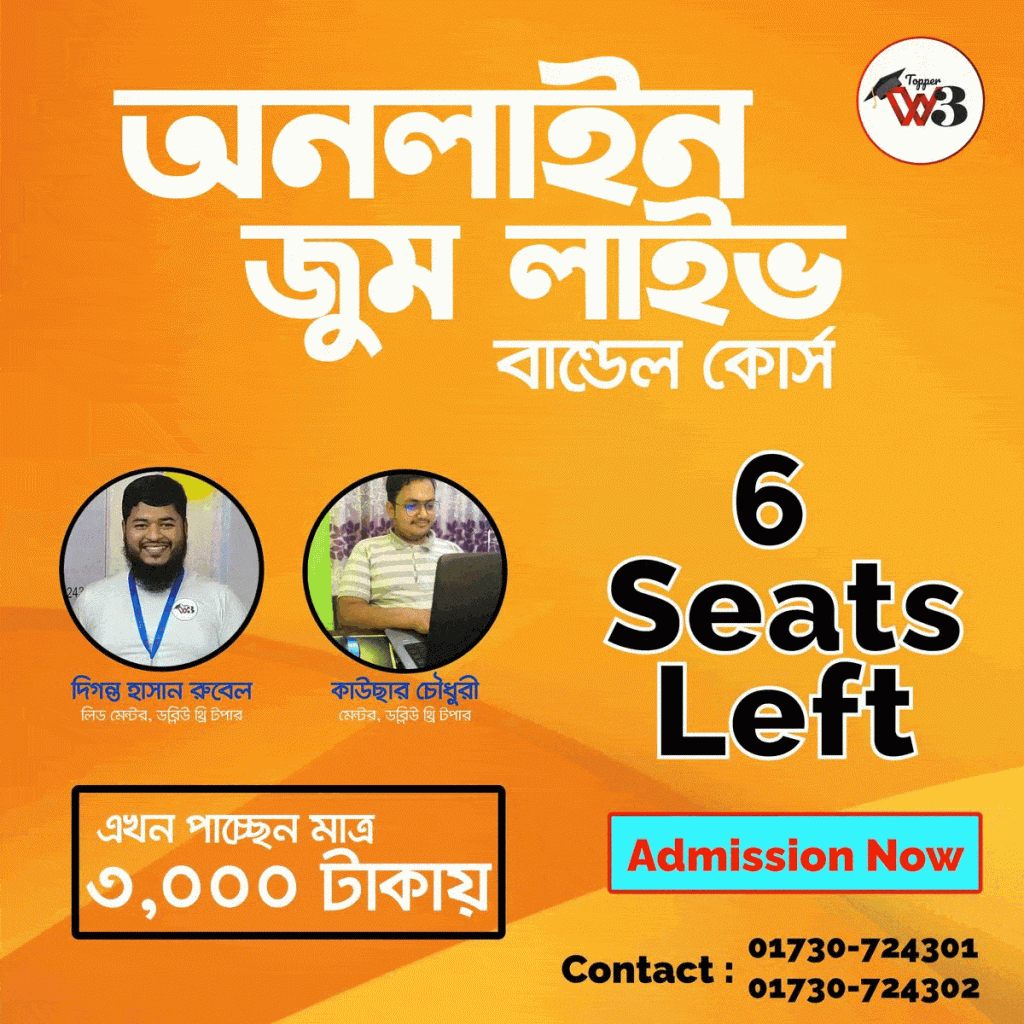 Topper
W3
অনলাইন
জুম লাইভ
বান্ডেল কোর্স
6
Seats
Left
দিগন্ত হাসান রুবেল
লিড মেন্টর, ডব্লিউ থ্রি টপার
কাউছার চৌধুরী
মেন্টর, ডব্লিউ থ্রি টপার
এখন পাচ্ছেন মাত্র
৩,০০০ টাকায়
Admission Now
Contact :
01730-724301
01730-724302